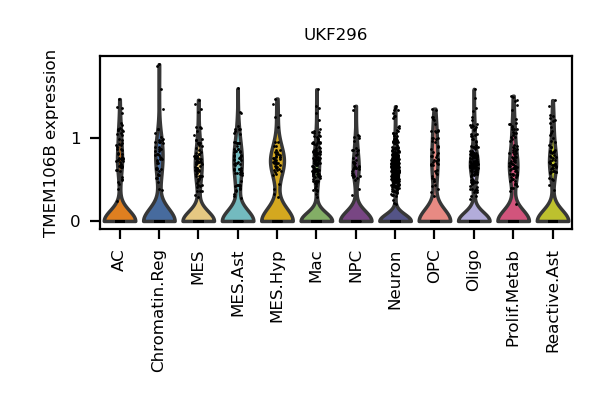 UKF296
TMEM106B expression
1
0
AC
Chromatin.Reg
MES
MES.Ast
MES.Hyp
Mac
NPC
Neuron
OPC
Oligo
Prolif.Metab
Reactive.Ast